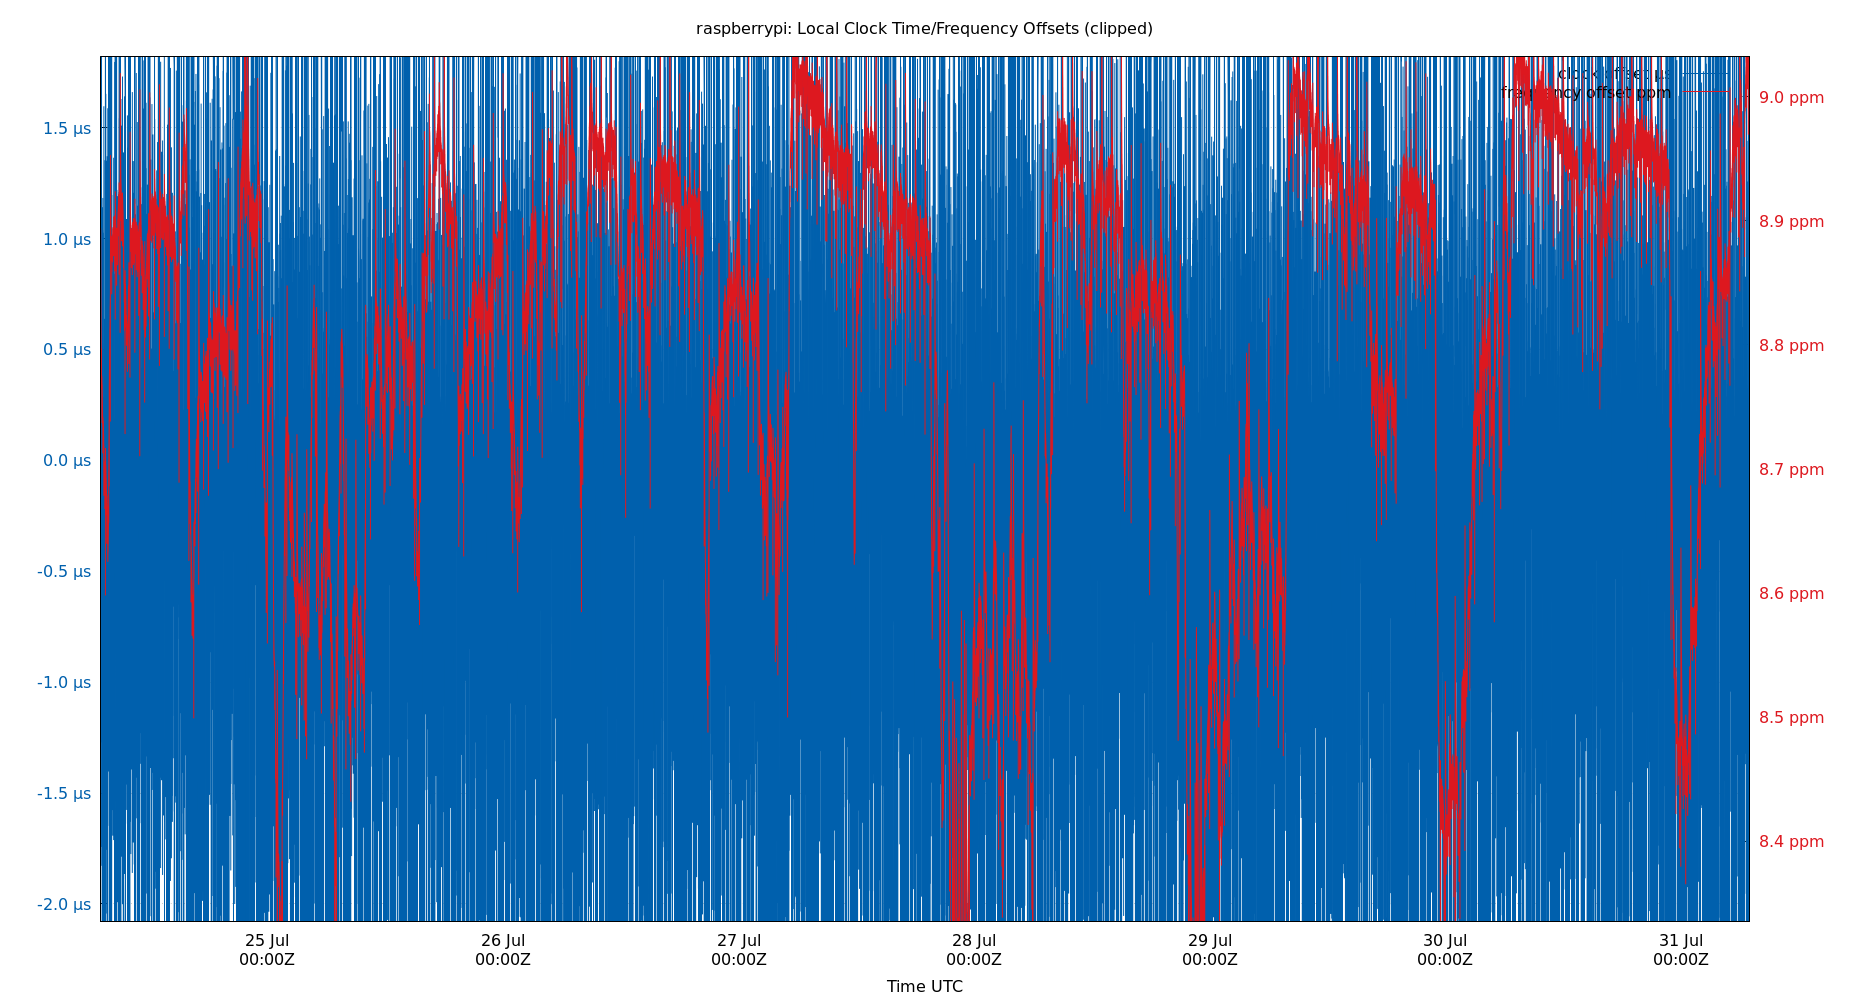 raspberrypi: Local Clock Time/Frequency Offsets (clipped)
clock offset µs
frequency offset ppm
1.5 µs
1.0 µs
0.5 µs
0.0 µs
-0.5 µs
-1.0 µs
-1.5 µs
-2.0 µs
9.0 ppm
8.9 ppm
8.8 ppm
8.7 ppm
8.6 ppm
8.5 ppm
8.4 ppm
25 Jul
00:00Z
26 Jul
00:00Z
27 Jul
00:00Z
28 Jul
00:00Z
29 Jul
00:00Z
30 Jul
00:00Z
31 Jul
00:00Z
Time UTC